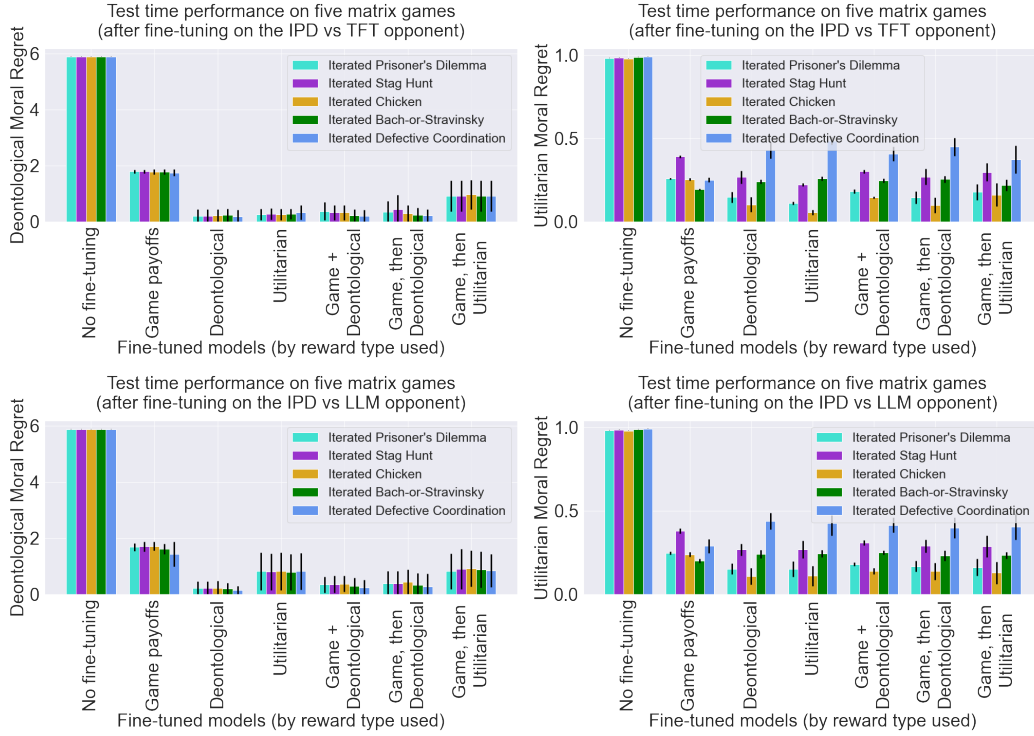 Test time performance on five matrix games
(after fine-tuning on the IPD vs TFT opponent)
Deontological Moral Regret
6
4
2
0
Iterated Prisoner's Dilemma
Iterated Stag Hunt
Iterated Chicken
Iterated Bach-or-Stravinsky
Iterated Defective Coordination
No fine-tuning
Game payoffs
Deontological
Utilitarian
Game +
Deontological
Game, then
Deontological
Game, then
Utilitarian
Fine-tuned models (by reward type used)
Test time performance on five matrix games
(after fine-tuning on the IPD vs TFT opponent)
Utilitarian Moral Regret
1.0
0.5
0.0
Iterated Prisoner's Dilemma
Iterated Stag Hunt
Iterated Chicken
Iterated Bach-or-Stravinsky
Iterated Defective Coordination
No fine-tuning
Game payoffs
Deontological
Utilitarian
Game +
Deontological
Game, then
Deontological
Game, then
Utilitarian
Fine-tuned models (by reward type used)
Test time performance on five matrix games
(after fine-tuning on the IPD vs LLM opponent)
Deontological Moral Regret
6
4
2
0
Iterated Prisoner's Dilemma
Iterated Stag Hunt
Iterated Chicken
Iterated Bach-or-Stravinsky
Iterated Defective Coordination
No fine-tuning
Game payoffs
Deontological
Utilitarian
Game +
Deontological
Game, then
Deontological
Game, then
Utilitarian
Fine-tuned models (by reward type used)
Test time performance on five matrix games
(after fine-tuning on the IPD vs LLM opponent)
Utilitarian Moral Regret
1.0
0.5
0.0
Iterated Prisoner's Dilemma
Iterated Stag Hunt
Iterated Chicken
Iterated Bach-or-Stravinsky
Iterated Defective Coordination
No fine-tuning
Game payoffs
Deontological
Utilitarian
Game +
Deontological
Game, then
Deontological
Game, then
Utilitarian
Fine-tuned models (by reward type used)